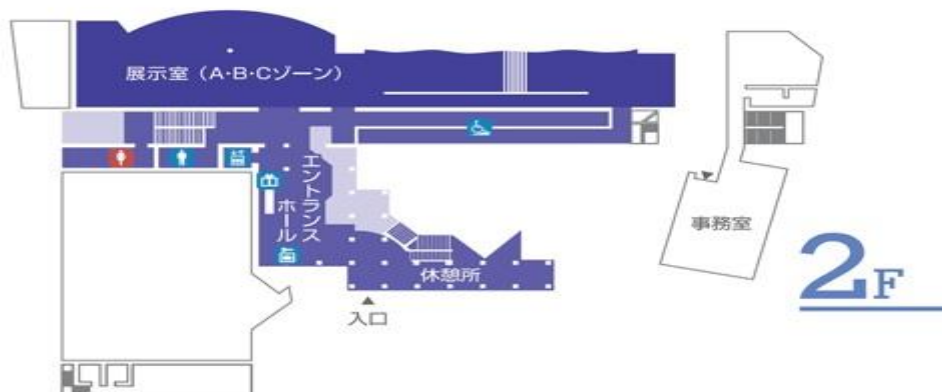 展示室（A・B・Cゾーン）
エントランス
ホール
休憩所
入口
事務室
2F